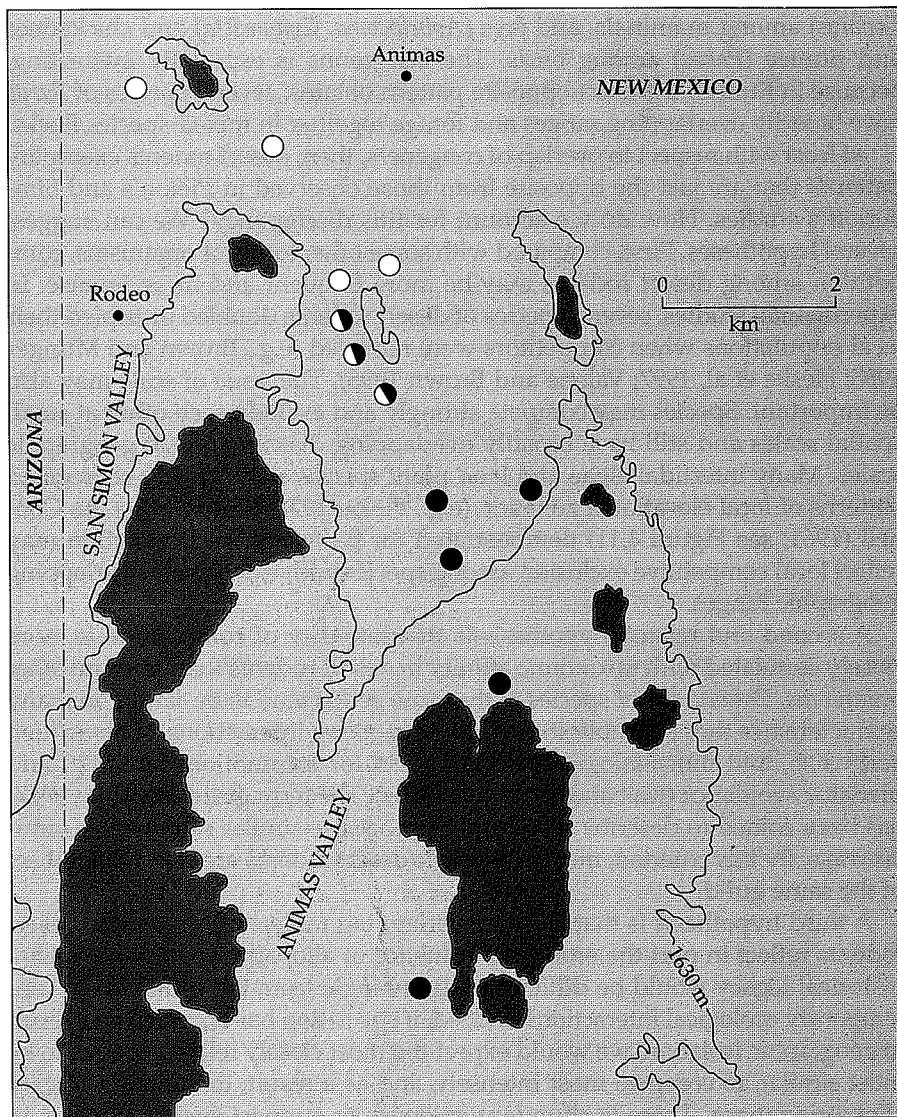 Animas
NEW MEXICO
0 2
km
Rodeo
SAN SIMON VALLEY
ARIZONA
ANIMAS VALLEY
1630 m